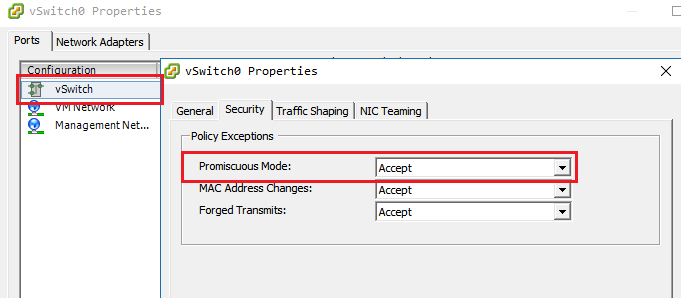 vSwitch0 Properties
Ports
Network Adapters
Configuration
vSwitch
VM Network
Management Net...
vSwitch0 Properties
General
Security
Traffic Shaping
NIC Teaming
Policy Exceptions
Promiscuous Mode:
Accept
MAC Address Changes:
Accept
Forged Transmits:
Accept